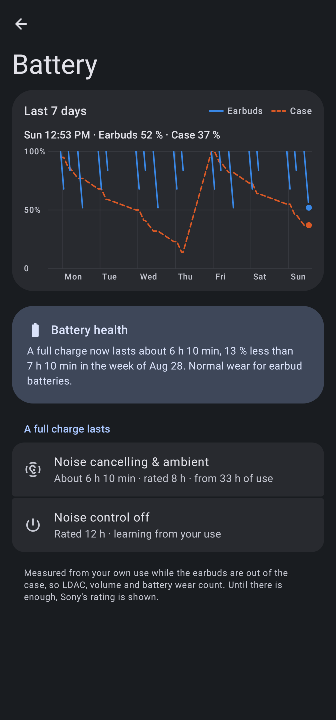 Battery
Last 7 days
Earbuds
Case
Sun 12:53 PM · Earbuds 52 % · Case 37 %
100%
50%
0
Mon Tue Wed Thu Fri Sat Sun
Battery health
A full charge now lasts about 6 h 10 min, 13 % less than
7 h 10 min in the week of Aug 28. Normal wear for earbud
batteries.
A full charge lasts
Noise cancelling & ambient
About 6 h 10 min · rated 8 h · from 33 h of use
Noise control off
Rated 12 h · learning from your use
Measured from your own use while the earbuds are out of the
case, so LDAC, volume and battery wear count. Until there is
enough, Sony's rating is shown.